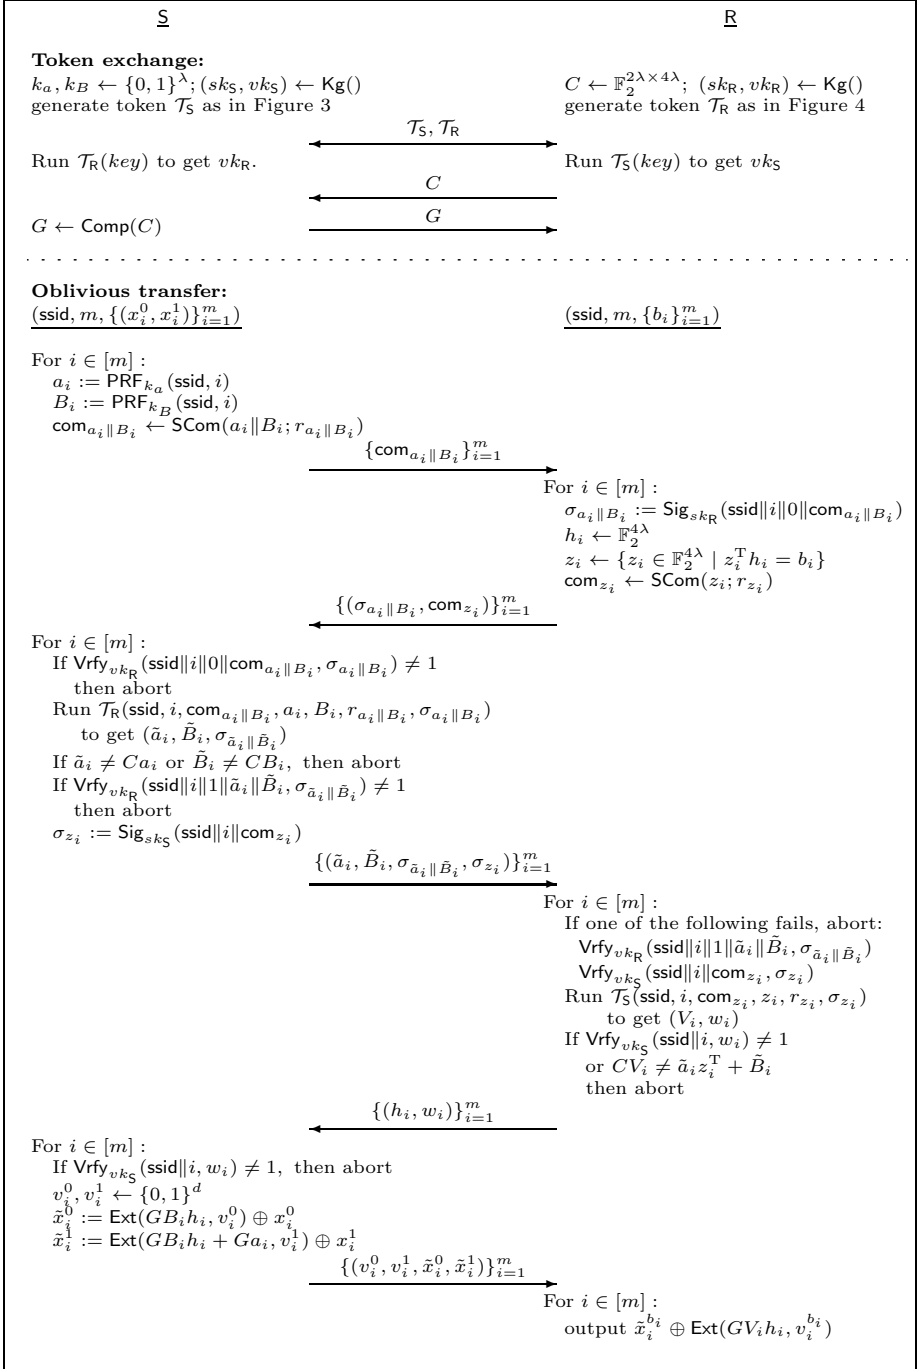 S R
Token exchange:
k_a, k_B ← {0, 1}^λ; (sk_S, vk_S) ← Kg() C ← 𝔽_2^{2λ×4λ}; (sk_R, vk_R) ← Kg()
generate token 𝒯_S as in Figure 3 generate token 𝒯_R as in Figure 4
𝒯_S, 𝒯_R
Run 𝒯_R(key) to get vk_R. Run 𝒯_S(key) to get vk_S
C
G
G ← Comp(C)
Oblivious transfer:
(ssid, m, {(x_i^0, x_i^1)}_{i=1}^m) (ssid, m, {b_i}_{i=1}^m)
For i ∈ [m] :
a_i := PRF_{k_a}(ssid, i)
B_i := PRF_{k_B}(ssid, i)
com_{a_i∥B_i} ← SCom(a_i∥B_i; r_{a_i∥B_i})
{com_{a_i∥B_i}}_{i=1}^m
For i ∈ [m] :
σ_{a_i∥B_i} := Sig_{sk_R}(ssid∥i∥0∥com_{a_i∥B_i})
h_i ← 𝔽_2^{4λ}
z_i ← {z_i ∈ 𝔽_2^{4λ} | z_i^T h_i = b_i}
com_{z_i} ← SCom(z_i; r_{z_i})
{(σ_{a_i∥B_i}, com_{z_i})}_{i=1}^m
For i ∈ [m] :
If Vrfy_{vk_R}(ssid∥i∥0∥com_{a_i∥B_i}, σ_{a_i∥B_i}) ≠ 1
then abort
Run 𝒯_R(ssid, i, com_{a_i∥B_i}, a_i, B_i, r_{a_i∥B_i}, σ_{a_i∥B_i})
to get (ã_i, B̃_i, σ_{ã_i∥B̃_i})
If ã_i ≠ Ca_i or B̃_i ≠ CB_i, then abort
If Vrfy_{vk_R}(ssid∥i∥1∥ã_i∥B̃_i, σ_{ã_i∥B̃_i}) ≠ 1
then abort
σ_{z_i} := Sig_{sk_S}(ssid∥i∥com_{z_i})
{(ã_i, B̃_i, σ_{ã_i∥B̃_i}, σ_{z_i})}_{i=1}^m
For i ∈ [m] :
If one of the following fails, abort:
Vrfy_{vk_R}(ssid∥i∥1∥ã_i∥B̃_i, σ_{ã_i∥B̃_i})
Vrfy_{vk_S}(ssid∥i∥com_{z_i}, σ_{z_i})
Run 𝒯_S(ssid, i, com_{z_i}, z_i, r_{z_i}, σ_{z_i})
to get (V_i, w_i)
If Vrfy_{vk_S}(ssid∥i, w_i) ≠ 1
or CV_i ≠ ã_i z_i^T + B̃_i
then abort
{(h_i, w_i)}_{i=1}^m
For i ∈ [m] :
If Vrfy_{vk_S}(ssid∥i, w_i) ≠ 1, then abort
v_i^0, v_i^1 ← {0, 1}^d
x̃_i^0 := Ext(GB_i h_i, v_i^0) ⊕ x_i^0
x̃_i^1 := Ext(GB_i h_i + Ga_i, v_i^1) ⊕ x_i^1
{(v_i^0, v_i^1, x̃_i^0, x̃_i^1)}_{i=1}^m
For i ∈ [m] :
output x̃_i^{b_i} ⊕ Ext(GV_i h_i, v_i^{b_i})